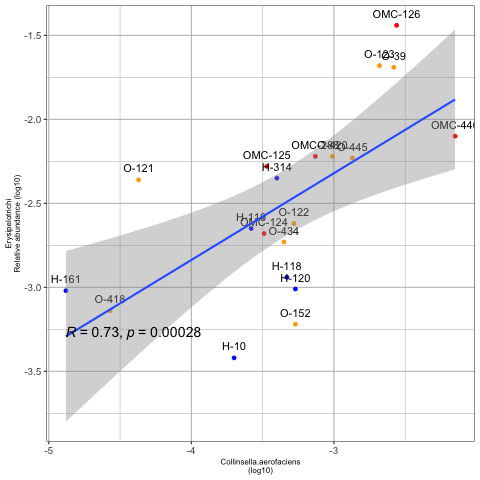 OMC-126
-1.5
O-123
O-39
-2.0
OMC-446
O-445
OMC-125
H-314
O-121
-2.5
O-122
H-119
OMC-124
O-434
H-118
H-120
-3.0
H-161
O-418
O-152
R = 0.73, p = 0.00028
H-10
-3.5
-5
-4
-3
Erysipelotrichi
Relative abundance (log10)
Collinsella.aerofaciens
(log10)